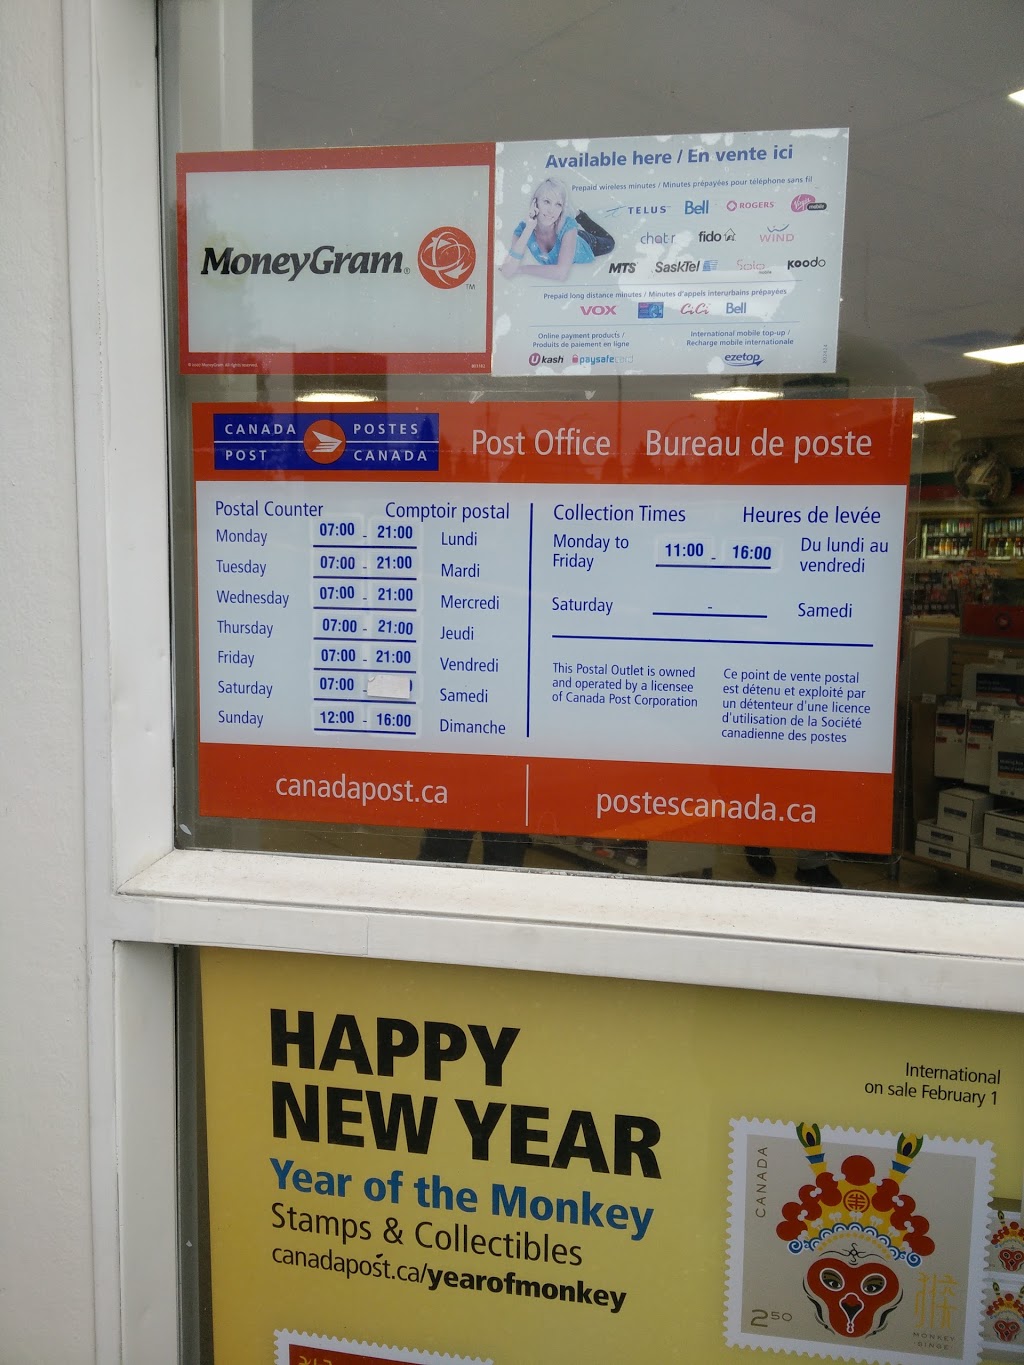 MoneyGram
TM
Available here / En vente ici
Prepaid wireless minutes / Minutes prépayées pour téléphone sans fil
TELUS Bell ROGERS Virgin mobile
chatr fido WIND
MTS SaskTel Solo mobile Koodo
Prepaid long distance minutes / Minutes d'appels interurbains prépayées
VOX CiCi Bell
Online payment products /
Produits de paiement en ligne
Ukash paysafecard
International mobile top-up /
Recharge mobile internationale
ezetop
CANADA POSTES
POST CANADA
Post Office Bureau de poste
Postal Counter Comptoir postal
Monday 07:00 - 21:00 Lundi
Tuesday 07:00 - 21:00 Mardi
Wednesday 07:00 - 21:00 Mercredi
Thursday 07:00 - 21:00 Jeudi
Friday 07:00 - 21:00 Vendredi
Saturday 07:00 - Samedi
Sunday 12:00 - 16:00 Dimanche
Collection Times Heures de levée
Monday to
Friday
11:00 - 16:00
Du lundi au
vendredi
Saturday - Samedi
This Postal Outlet is owned
and operated by a licensee
of Canada Post Corporation
Ce point de vente postal
est détenu et exploité par
un détenteur d'une licence
d'utilisation de la Société
canadienne des postes
canadapost.ca
postescanada.ca
HAPPY
NEW YEAR
Year of the Monkey
Stamps & Collectibles
canadapost.ca/yearofmonkey
International
on sale February 1
CANADA
2.50
猴
MONKEY
SINGE